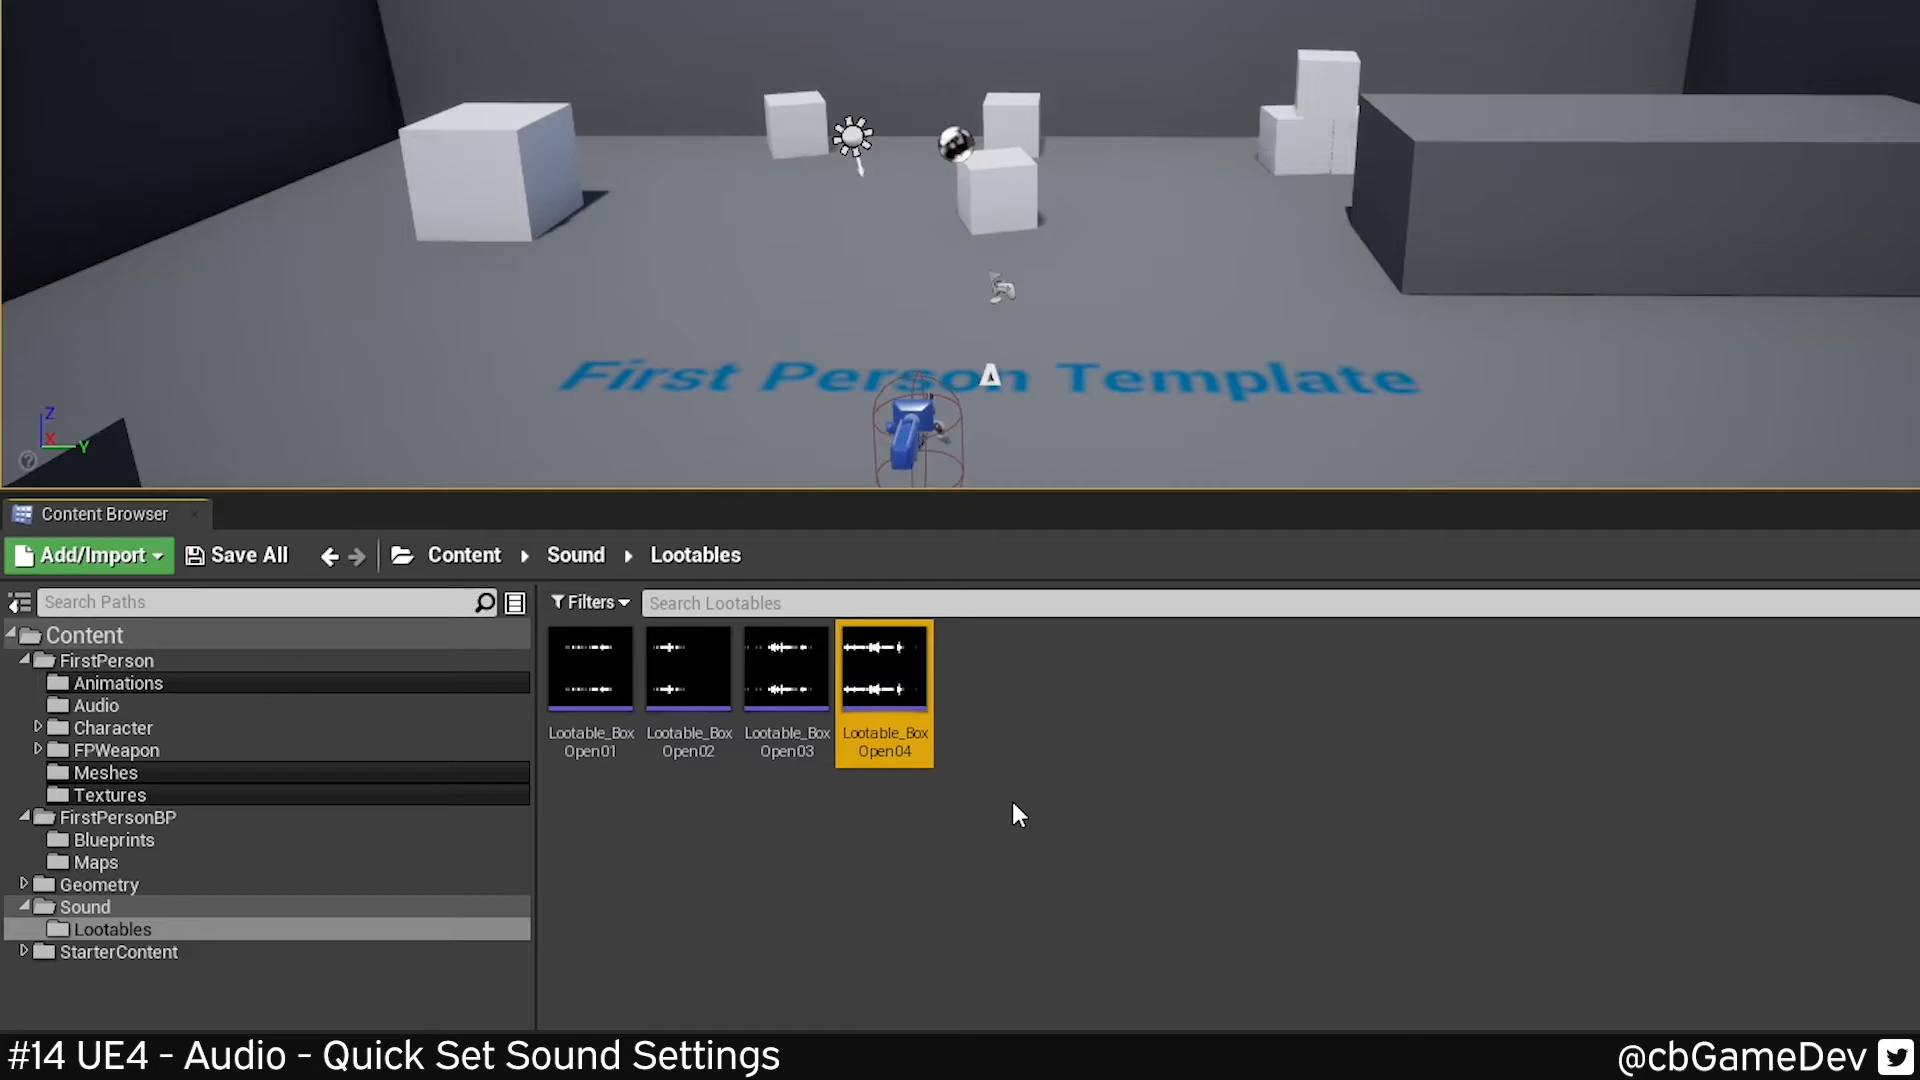 First Person Template
Z
X
Y
Content Browser
Add/Import
Save All
Content
Sound
Lootables
Search Paths
Filters
Search Lootables
Content
FirstPerson
Animations
Audio
Character
FPWeapon
Meshes
Textures
FirstPersonBP
Blueprints
Maps
Geometry
Sound
Lootables
StarterContent
Lootable_Box
Open01
Lootable_Box
Open02
Lootable_Box
Open03
Lootable_Box
Open04
#14 UE4 - Audio - Quick Set Sound Settings
@cbGameDev